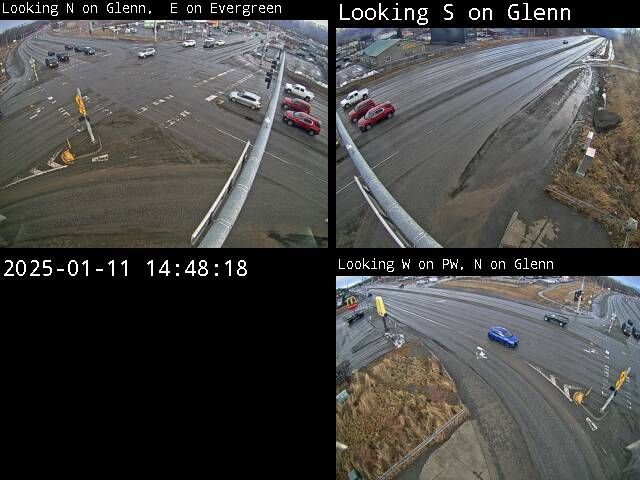 Looking N on Glenn, E on Evergreen
Looking S on Glenn
2025-01-11 14:48:18
Looking W on PW, N on Glenn